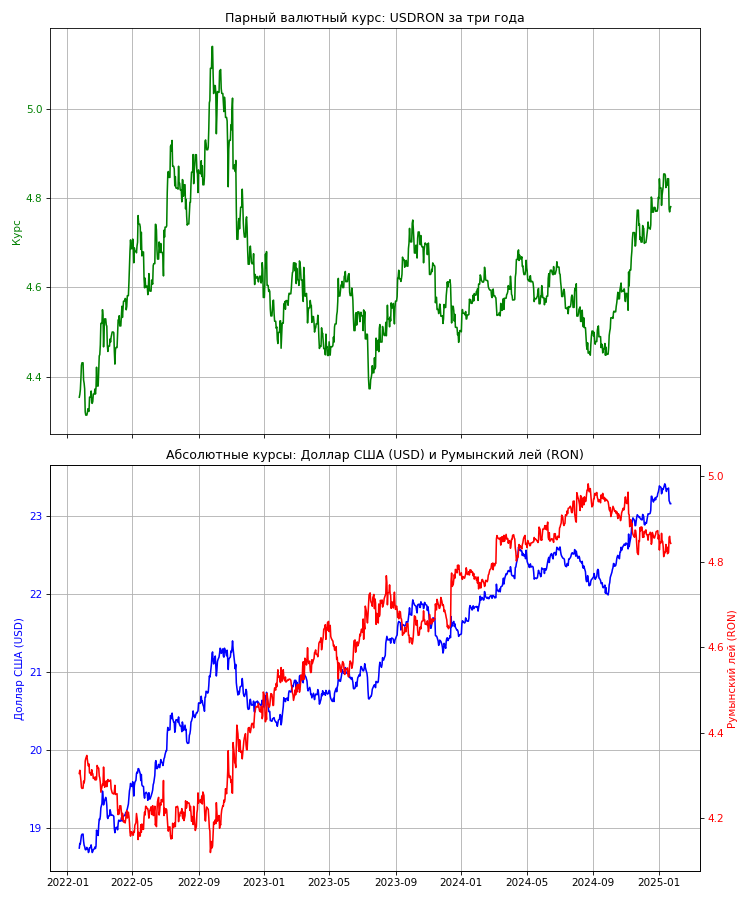 Парный валютный курс: USDRON за три года
Курс
5.0
4.8
4.6
4.4
Абсолютные курсы: Доллар США (USD) и Румынский лей (RON)
Доллар США (USD)
23
22
21
20
19
5.0
4.8
4.6
4.4
4.2
Румынский лей (RON)
2022-01 2022-05 2022-09 2023-01 2023-05 2023-09 2024-01 2024-05 2024-09 2025-01